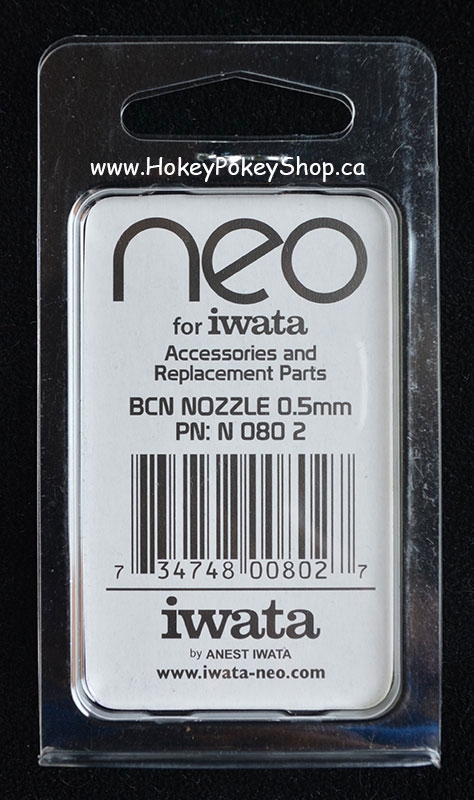 www.HokeyPokeyShop.ca
neo
for iwata
Accessories and
Replacement Parts
BCN NOZZLE 0.5mm
PN: N 080 2
7 34748 00802 7
iwata
by ANEST IWATA
www.iwata-neo.com